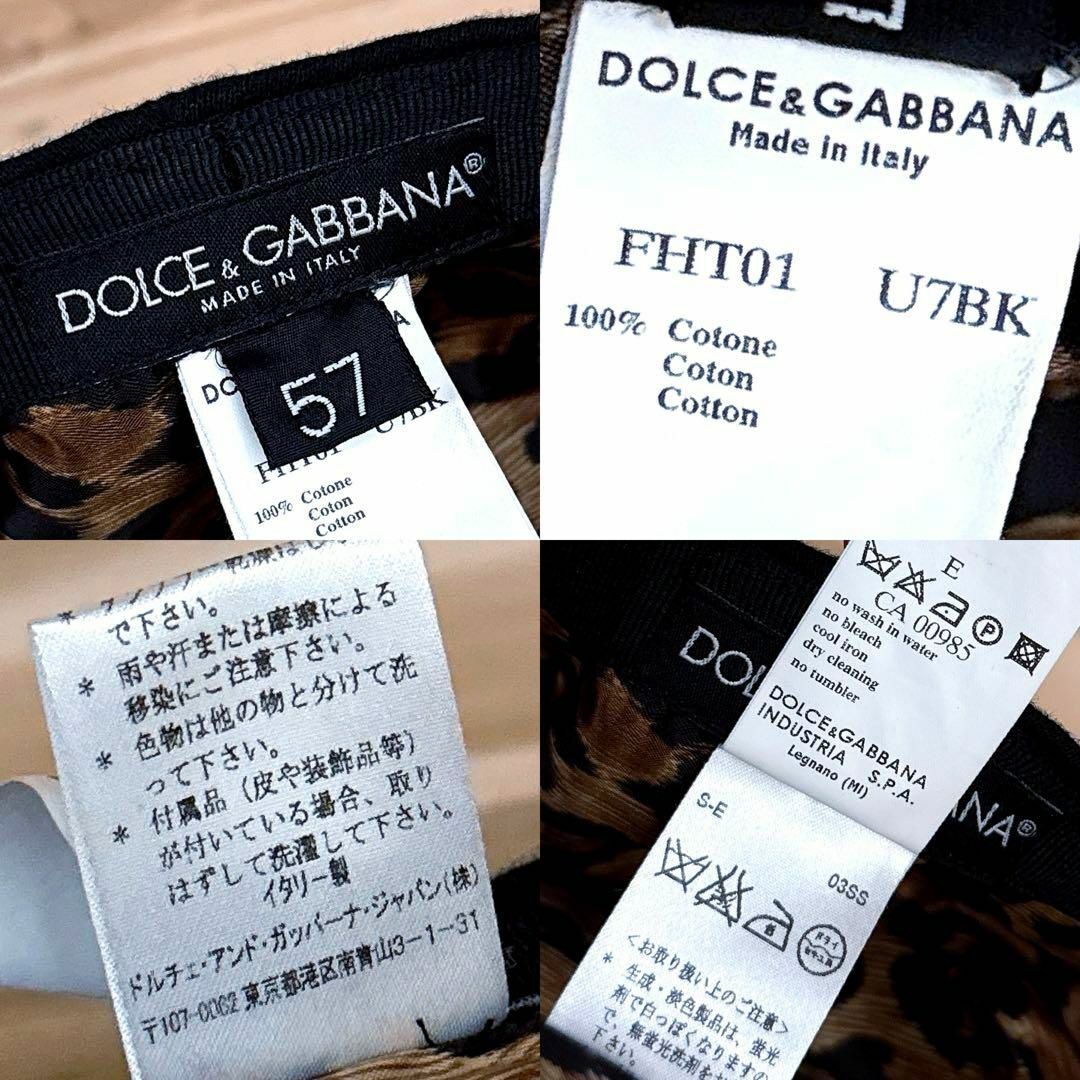 DOLCE & GABBANA®
MADE IN ITALY
57
A
DO
FHT01 U7BK
100% Cotone
Coton
Cotton
DOLCE&GABBANA
Made in Italy
FHT01 U7BK
100% Cotone
Coton
Cotton
で下さい。
* 雨や汗または摩擦による
移染にご注意下さい。
* 色物は他の物と分けて洗
って下さい。
* 付属品（皮や装飾品等）
が付いている場合、取り
はずして洗濯して下さい。
イタリー製
ドルチェ・アンド・ガッバーナ・ジャパン(株)
〒107-0062 東京都港区南青山3-1-31
E
CA 00985
no wash in water
no bleach
cool iron
dry cleaning
no tumbler
DOLCE&GABBANA
INDUSTRIA S.P.A.
Legnano (MI)
DOL
ANA®
S-E
03SS
<お取り扱い上のご注意>
* 生成・淡色製品は、蛍光
剤で白っぽくなりますの
で、無蛍光洗剤を
下さい。